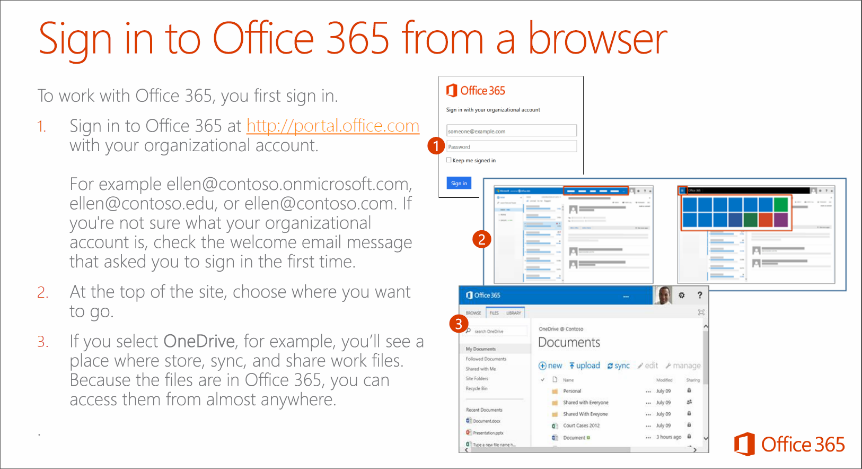 Sign in to Office 365 from a browser
To work with Office 365, you first sign in.
1. Sign in to Office 365 at http://portal.office.com
with your organizational account.
For example ellen@contoso.onmicrosoft.com,
ellen@contoso.edu, or ellen@contoso.com. If
you're not sure what your organizational
account is, check the welcome email message
that asked you to sign in the first time.
2. At the top of the site, choose where you want
to go.
3. If you select OneDrive, for example, you'll see a
place where store, sync, and share work files.
Because the files are in Office 365, you can
access them from almost anywhere.
.
Office 365
Sign in with your organizational account
someone@example.com
1
Password
Keep me signed in
Sign in
2
Office 365
... ?
BROWSE FILES LIBRARY
3
search OneDrive
My Documents
Followed Documents
Shared with Me
Site Folders
Recycle Bin
Recent Documents
Document.pptx
Presentation.pptx
Type a new file name h...
OneDrive @ Contoso
Documents
new upload sync edit manage
Name Modified Sharing
Personal ... July 09
Shared with Everyone ... July 09
Shared With Everyone ... July 09
Court Cases 2012 ... July 09
Document ... 3 hours ago
Office 365